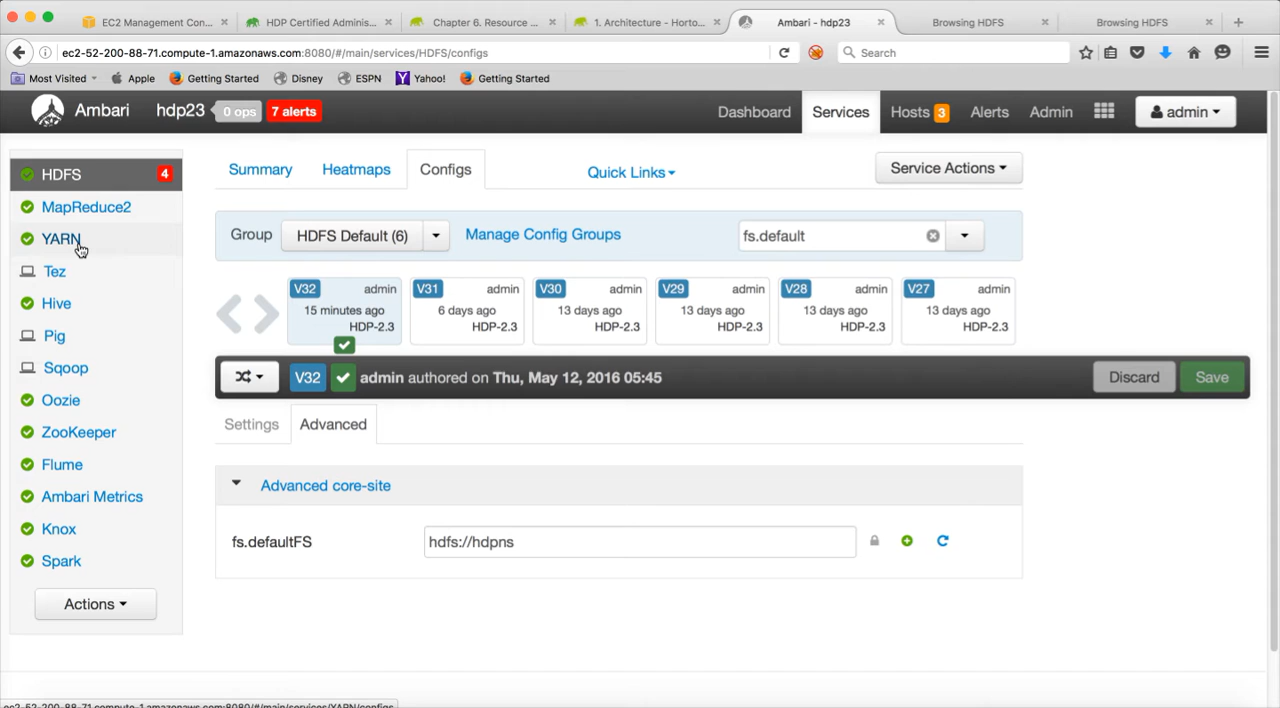 EC2 Management Con...
HDP Certified Adminis...
Chapter 6. Resource ...
1. Architecture - Horto...
Ambari - hdp23
Browsing HDFS
Browsing HDFS
ec2-52-200-88-71.compute-1.amazonaws.com:8080/#/main/services/HDFS/configs
Search
Most Visited
Apple
Getting Started
Disney
ESPN
Yahoo!
Getting Started
Ambari
hdp23
0 ops
7 alerts
Dashboard
Services
Hosts 3
Alerts
Admin
admin
HDFS 4
MapReduce2
YARN
Tez
Hive
Pig
Sqoop
Oozie
ZooKeeper
Flume
Ambari Metrics
Knox
Spark
Actions
Summary
Heatmaps
Configs
Quick Links
Service Actions
Group
HDFS Default (6)
Manage Config Groups
fs.default
V32 admin
15 minutes ago
HDP-2.3
V31 admin
6 days ago
HDP-2.3
V30 admin
13 days ago
HDP-2.3
V29 admin
13 days ago
HDP-2.3
V28 admin
13 days ago
HDP-2.3
V27 admin
13 days ago
HDP-2.3
V32
admin authored on Thu, May 12, 2016 05:45
Discard
Save
Settings
Advanced
Advanced core-site
fs.defaultFS
hdfs://hdpns
ec2-52-200-88-71.compute-1.amazonaws.com:8080/#/main/services/YARN/configs